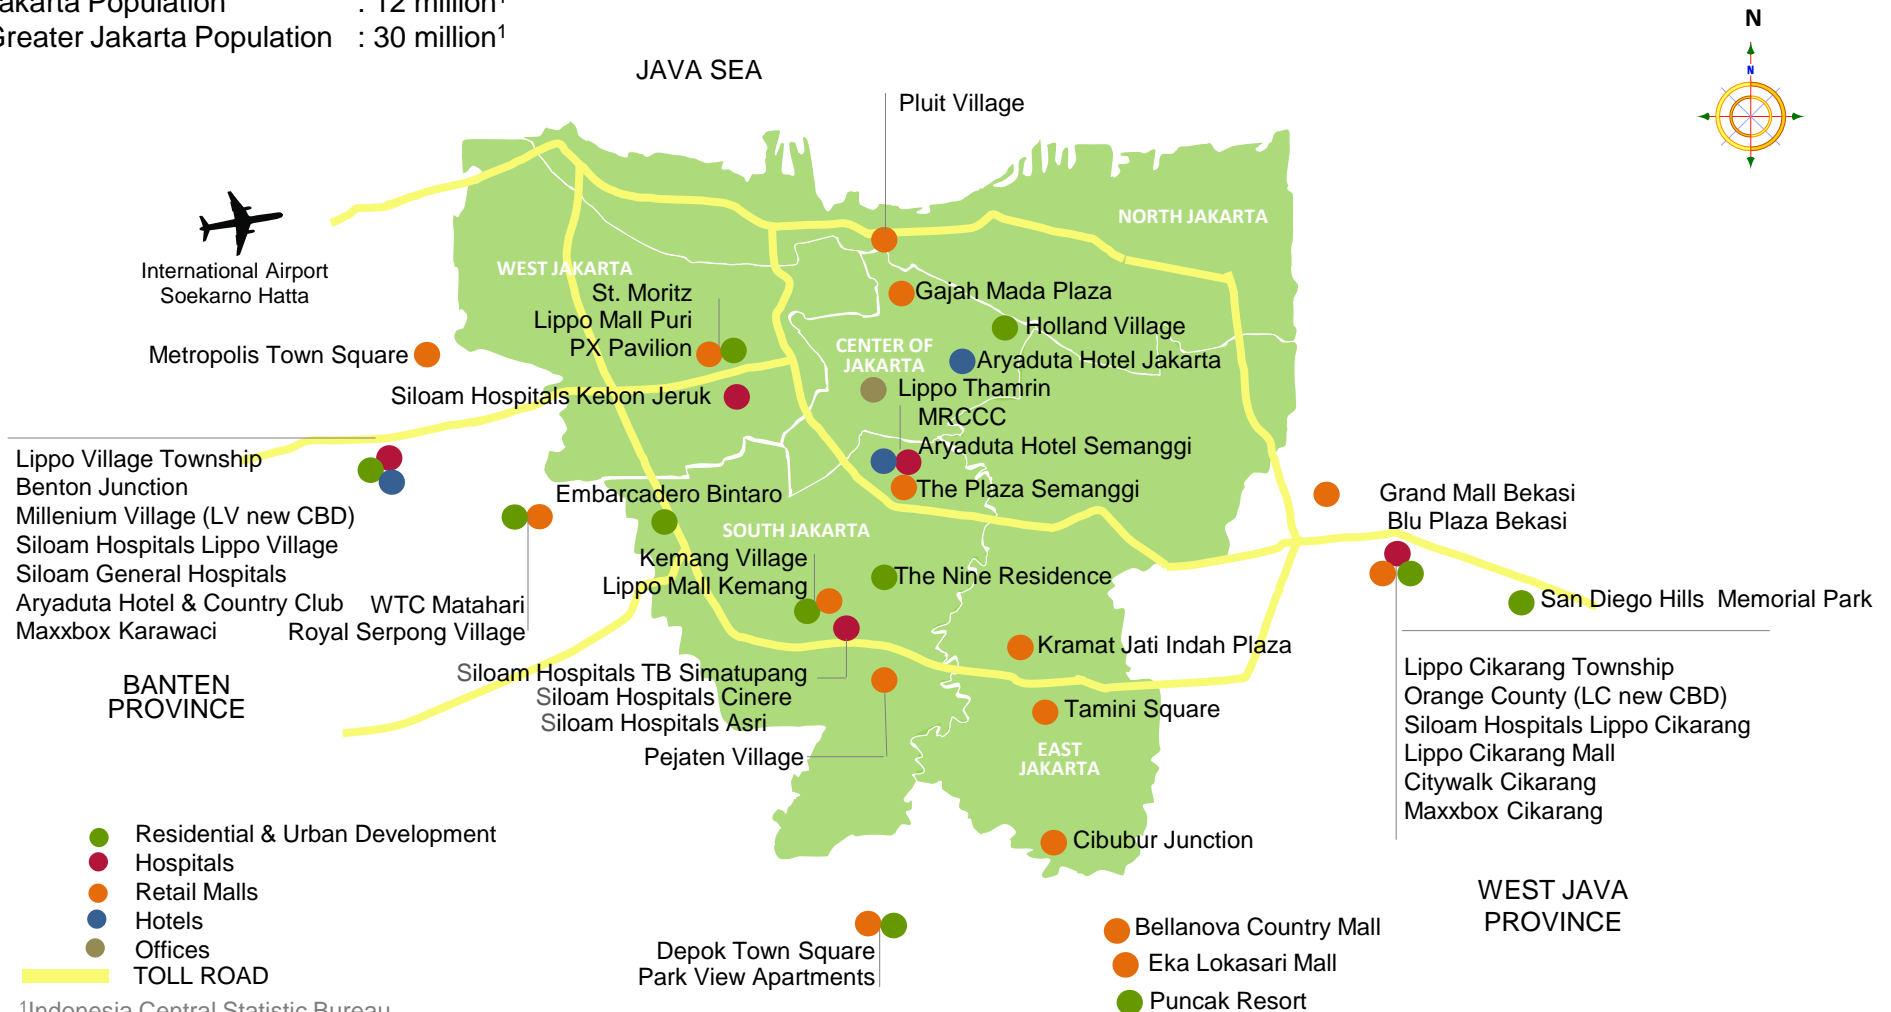 Jakarta Population : 12 million¹
Greater Jakarta Population : 30 million¹
N
N
JAVA SEA
Pluit Village
NORTH JAKARTA
International Airport
Soekarno Hatta
WEST JAKARTA
St. Moritz
Lippo Mall Puri
PX Pavilion
Gajah Mada Plaza
Holland Village
Metropolis Town Square
CENTER OF
JAKARTA
Aryaduta Hotel Jakarta
Siloam Hospitals Kebon Jeruk
Lippo Thamrin
MRCCC
Aryaduta Hotel Semanggi
The Plaza Semanggi
Lippo Village Township
Benton Junction
Millenium Village (LV new CBD)
Siloam Hospitals Lippo Village
Siloam General Hospitals
Aryaduta Hotel & Country Club
Maxxbox Karawaci
Embarcadero Bintaro
WTC Matahari
Royal Serpong Village
SOUTH JAKARTA
Kemang Village
Lippo Mall Kemang
The Nine Residence
Grand Mall Bekasi
Blu Plaza Bekasi
San Diego Hills Memorial Park
Kramat Jati Indah Plaza
Siloam Hospitals TB Simatupang
Siloam Hospitals Cinere
Siloam Hospitals Asri
Pejaten Village
Tamini Square
EAST
JAKARTA
Lippo Cikarang Township
Orange County (LC new CBD)
Siloam Hospitals Lippo Cikarang
Lippo Cikarang Mall
Citywalk Cikarang
Maxxbox Cikarang
BANTEN
PROVINCE
Cibubur Junction
WEST JAVA
PROVINCE
Residential & Urban Development
Hospitals
Retail Malls
Hotels
Offices
TOLL ROAD
Depok Town Square
Park View Apartments
Bellanova Country Mall
Eka Lokasari Mall
Puncak Resort
¹Indonesia Central Statistic Bureau